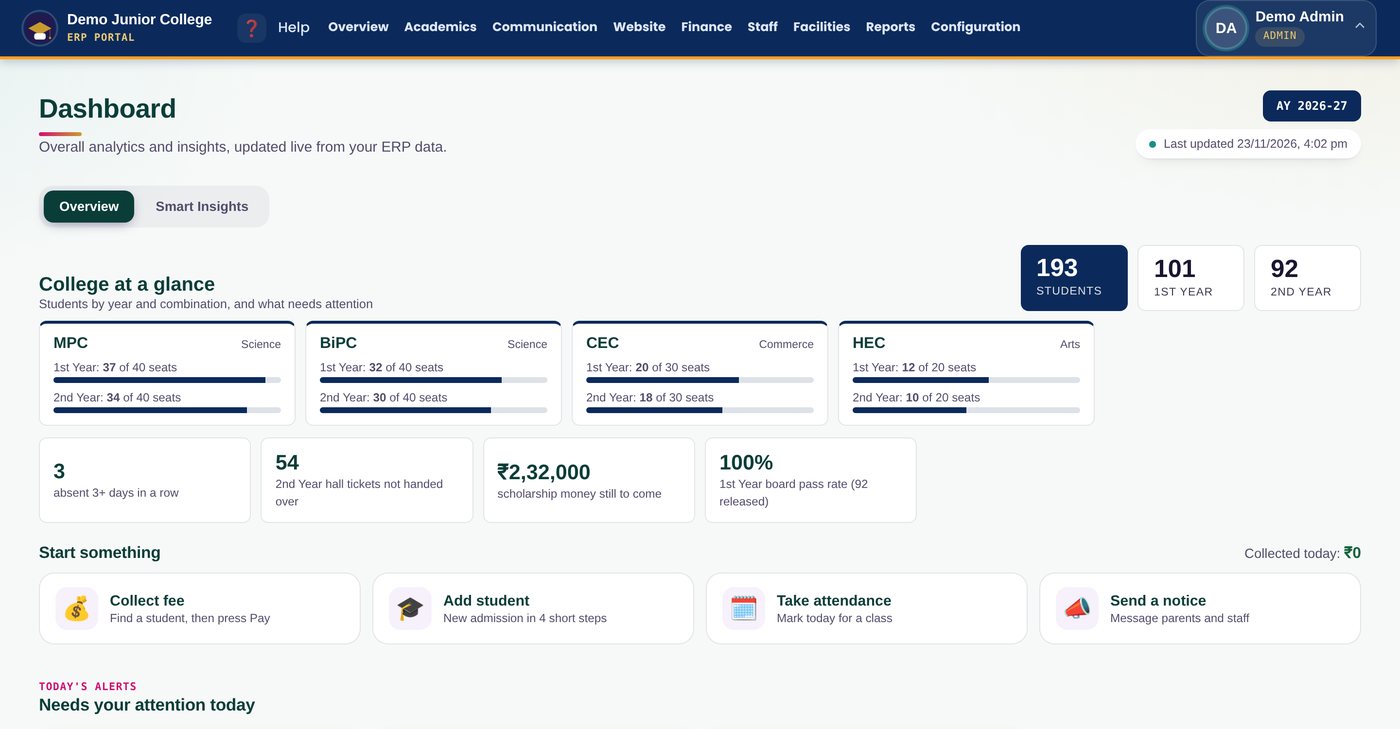 Demo Junior College
ERP PORTAL
Help
Overview
Academics
Communication
Website
Finance
Staff
Facilities
Reports
Configuration
DA
Demo Admin
ADMIN
Dashboard
Overall analytics and insights, updated live from your ERP data.
AY 2026-27
Last updated 23/11/2026, 4:02 pm
Overview
Smart Insights
College at a glance
Students by year and combination, and what needs attention
193
STUDENTS
101
1ST YEAR
92
2ND YEAR
MPC
Science
1st Year: 37 of 40 seats
2nd Year: 34 of 40 seats
BiPC
Science
1st Year: 32 of 40 seats
2nd Year: 30 of 40 seats
CEC
Commerce
1st Year: 20 of 30 seats
2nd Year: 18 of 30 seats
HEC
Arts
1st Year: 12 of 20 seats
2nd Year: 10 of 20 seats
3
absent 3+ days in a row
54
2nd Year hall tickets not handed
over
₹2,32,000
scholarship money still to come
100%
1st Year board pass rate (92
released)
Start something
Collected today: ₹0
Collect fee
Find a student, then press Pay
Add student
New admission in 4 short steps
Take attendance
Mark today for a class
Send a notice
Message parents and staff
TODAY'S ALERTS
Needs your attention today